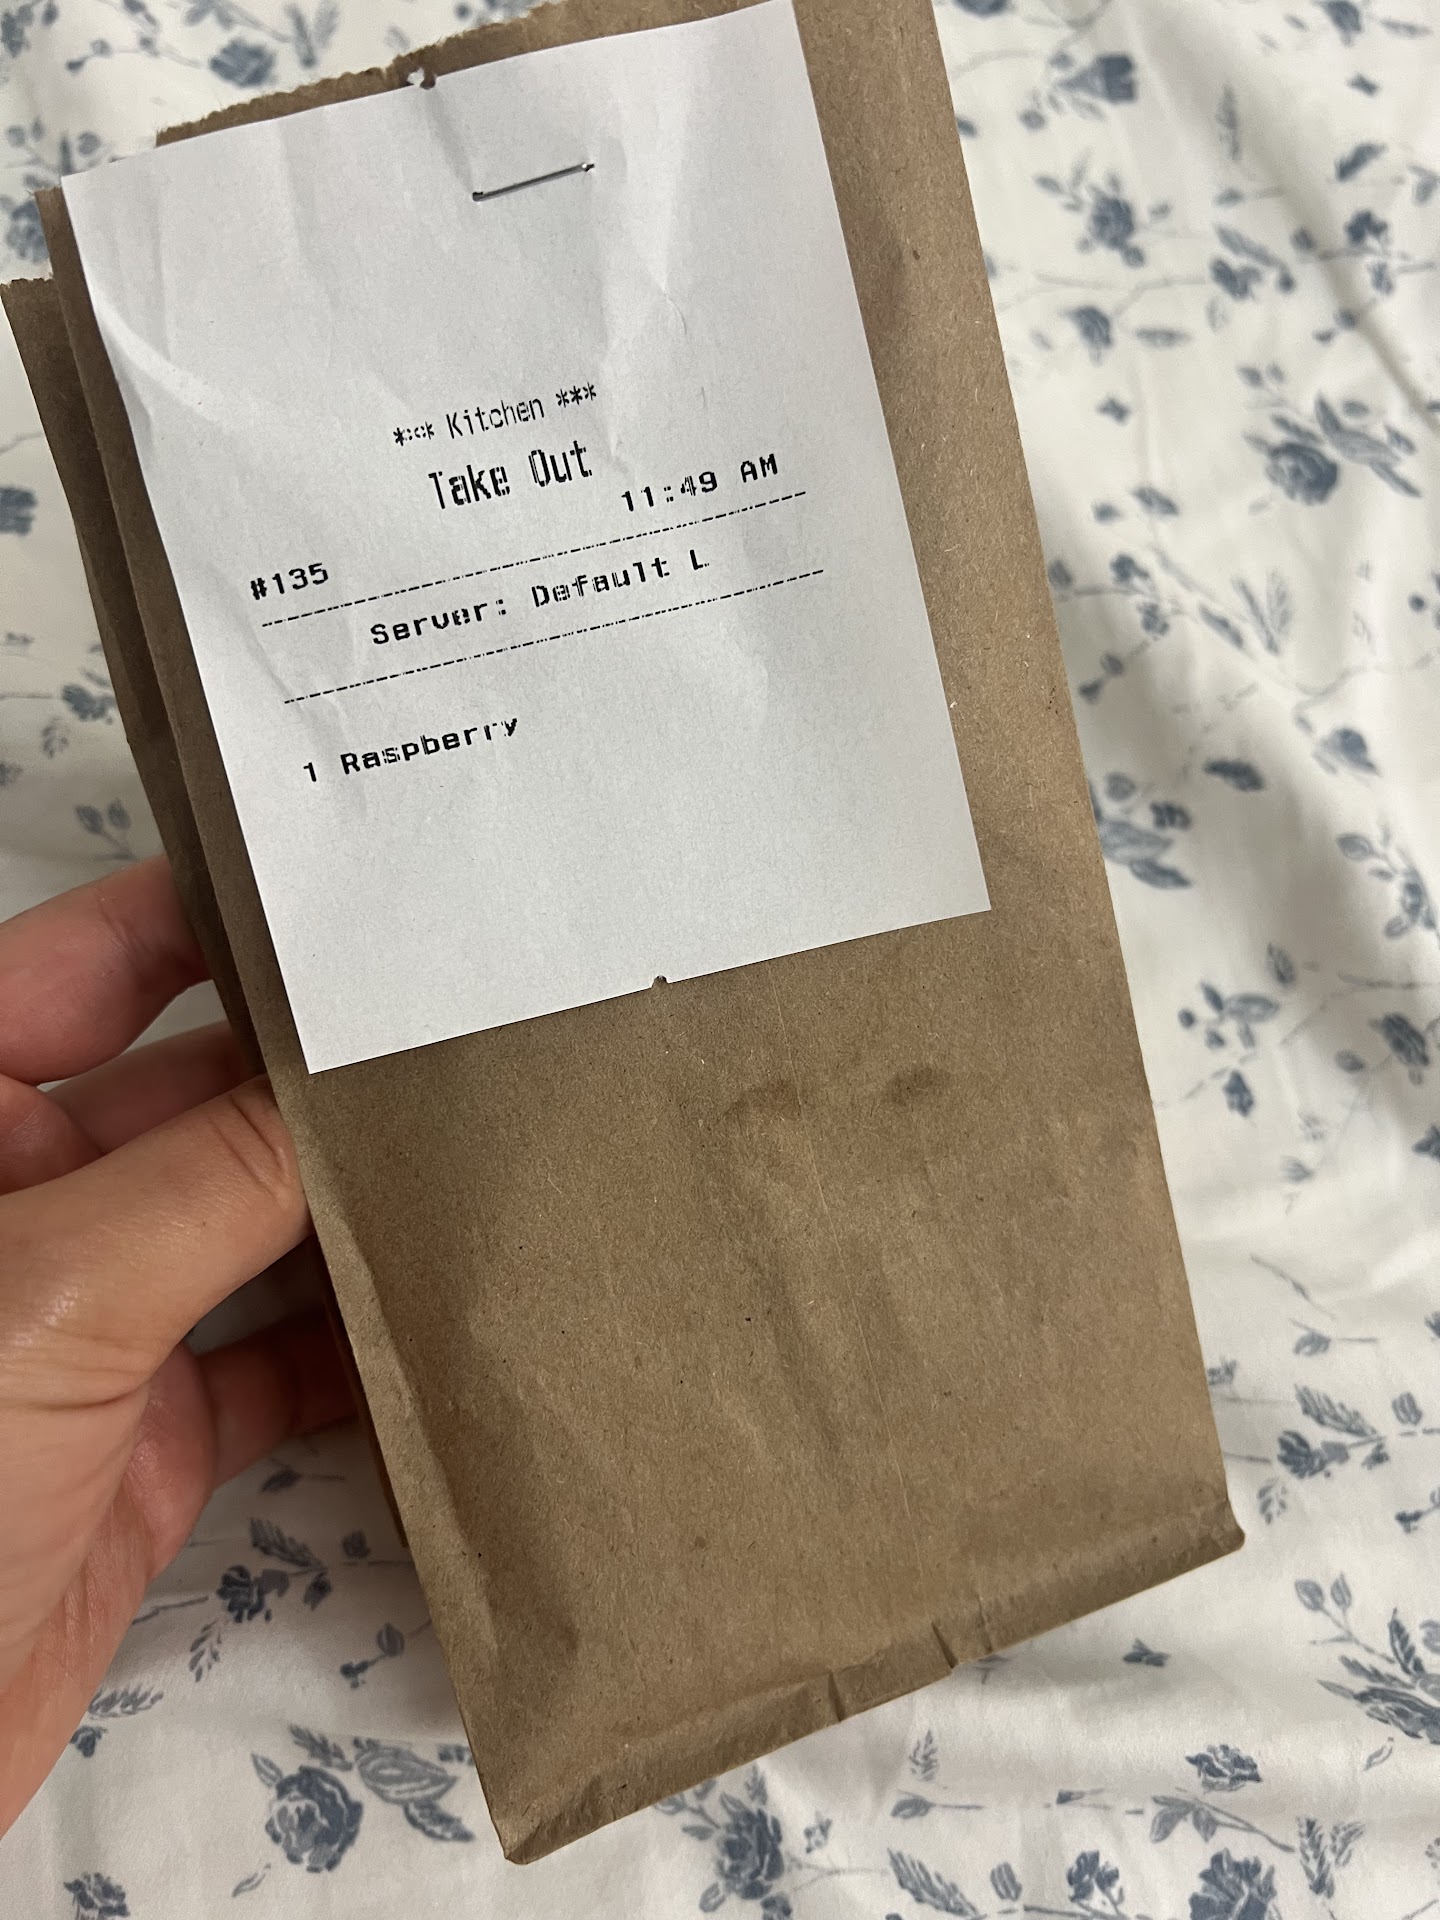 *** Kitchen ***
Take Out
11:49 AM
#135
Server: Default L
1 Raspberry